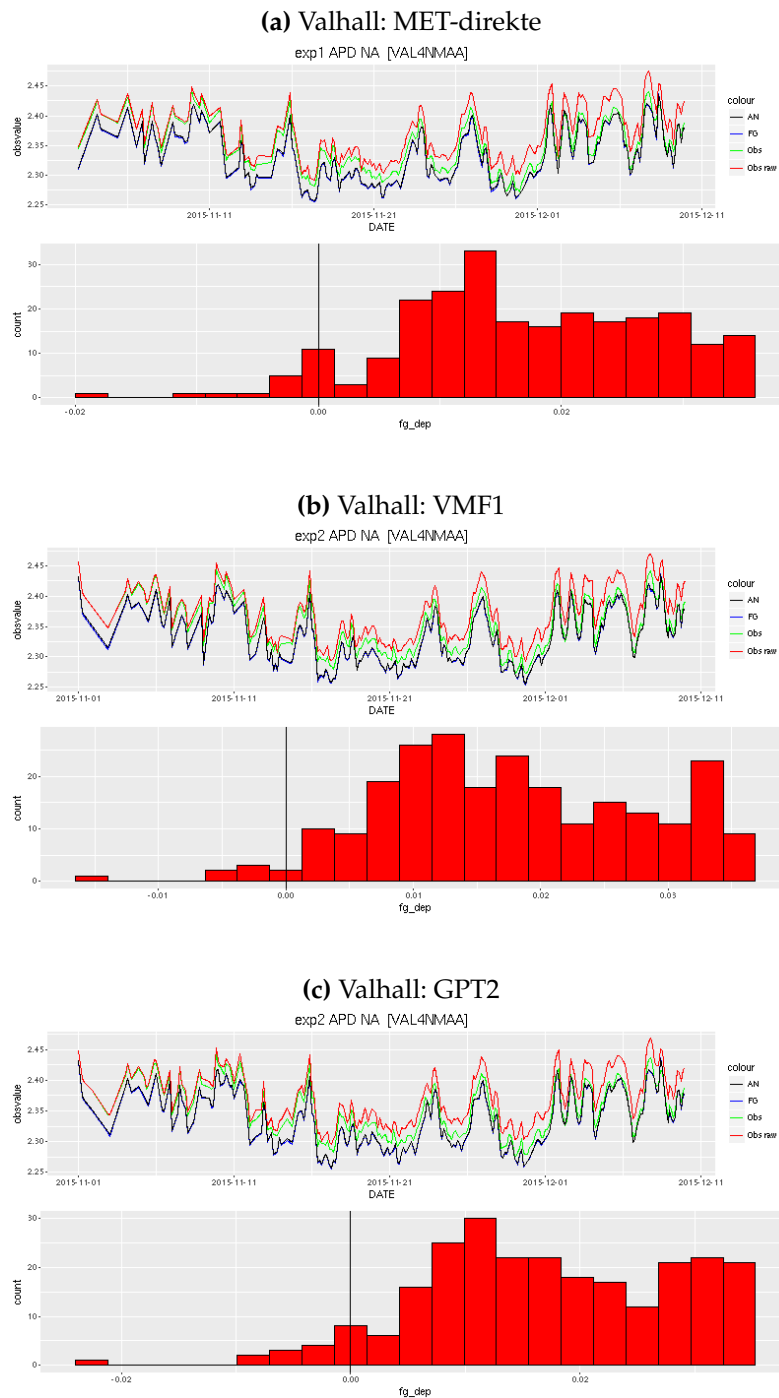 (a) Valhall: MET-direkte
exp1 APD NA [VAL4NMAA]
2.45
2.40
2.35
2.30
2.25
obsvalue
2015-11-11
2015-11-21
2015-12-01
2015-12-11
DATE
colour
AN
FG
Obs
Obs raw
30
20
10
0
count
-0.02
0.00
0.02
fg_dep
(b) Valhall: VMF1
exp2 APD NA [VAL4NMAA]
2.45
2.40
2.35
2.30
2.25
obsvalue
2015-11-01
2015-11-11
2015-11-21
2015-12-01
2015-12-11
DATE
colour
AN
FG
Obs
Obs raw
20
10
0
count
-0.01
0.00
0.01
0.02
0.03
fg_dep
(c) Valhall: GPT2
exp2 APD NA [VAL4NMAA]
2.45
2.40
2.35
2.30
2.25
obsvalue
2015-11-01
2015-11-11
2015-11-21
2015-12-01
2015-12-11
DATE
colour
AN
FG
Obs
Obs raw
30
20
10
0
count
-0.02
0.00
0.02
fg_dep